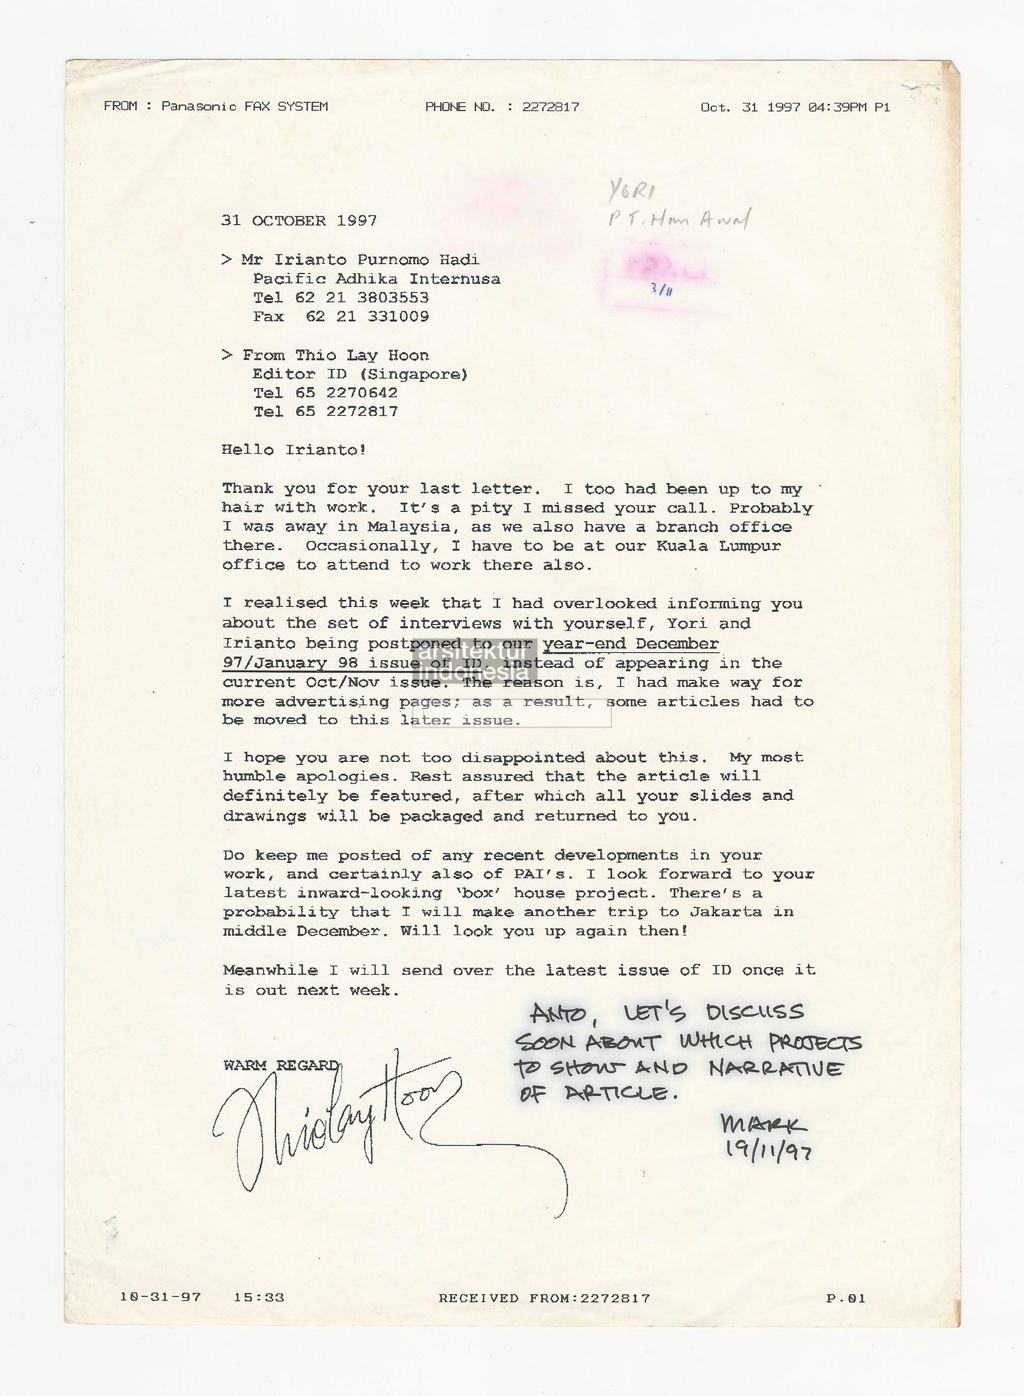 FROM : Panasonic FAX SYSTEM PHONE NO. : 2272817 Oct. 31 1997 04:39PM P1
YORI
P.T. Han Awal
3/11
31 OCTOBER 1997
> Mr Irianto Purnomo Hadi
Pacific Adhika Internusa
Tel 62 21 3803553
Fax 62 21 331009
> From Thio Lay Hoon
Editor ID (Singapore)
Tel 65 2270642
Tel 65 2272817
Hello Irianto!
Thank you for your last letter. I too had been up to my
hair with work. It's a pity I missed your call. Probably
I was away in Malaysia, as we also have a branch office
there. Occasionally, I have to be at our Kuala Lumpur
office to attend to work there also.
I realised this week that I had overlooked informing you
about the set of interviews with yourself, Yori and
Irianto being postponed to our year-end December
97/January 98 issue of ID, instead of appearing in the
current Oct/Nov issue. The reason is, I had make way for
more advertising pages; as a result, some articles had to
be moved to this later issue.
arsitektur
indonesia
I hope you are not too disappointed about this. My most
humble apologies. Rest assured that the article will
definitely be featured, after which all your slides and
drawings will be packaged and returned to you.
Do keep me posted of any recent developments in your
work, and certainly also of PAI's. I look forward to your
latest inward-looking 'box' house project. There's a
probability that I will make another trip to Jakarta in
middle December. Will look you up again then!
Meanwhile I will send over the latest issue of ID once it
is out next week.
ANTO, LET'S DISCUSS
SOON ABOUT WHICH PROJECTS
TO SHOW AND NARRATIVE
OF ARTICLE.
MARK
19/11/97
WARM REGARD
Thio Lay Hoon
10-31-97 15:33 RECEIVED FROM:2272817 P.01